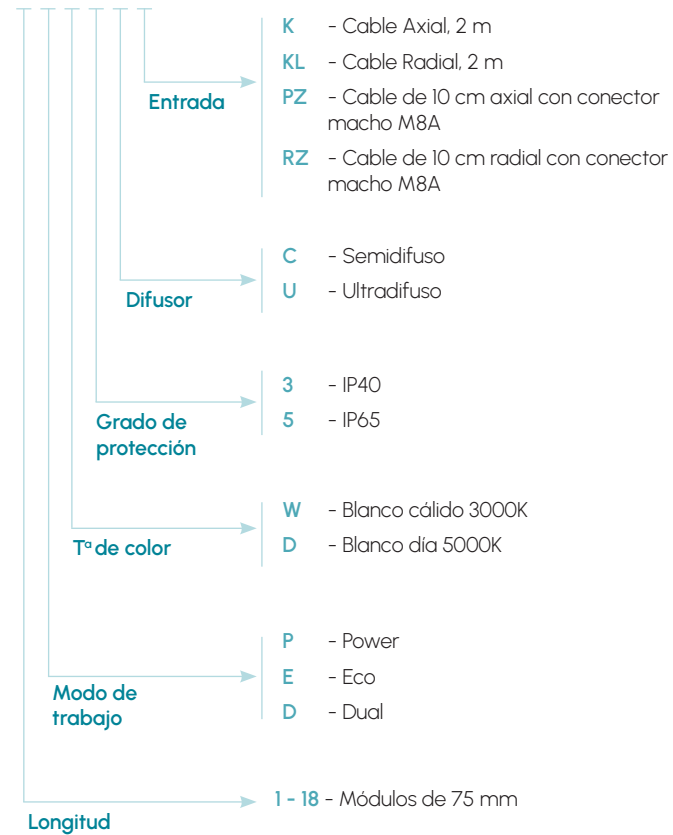 K - Cable Axial, 2 m
KL - Cable Radial, 2 m
Entrada
PZ - Cable de 10 cm axial con conector
macho M8A
RZ - Cable de 10 cm radial con conector
macho M8A
C - Semidifuso
Difusor
U - Ultradifuso
3 - IP40
Grado de
protección
5 - IP65
W - Blanco cálido 3000K
Tª de color
D - Blanco día 5000K
P - Power
E - Eco
Modo de
trabajo
D - Dual
1 - 18 - Módulos de 75 mm
Longitud